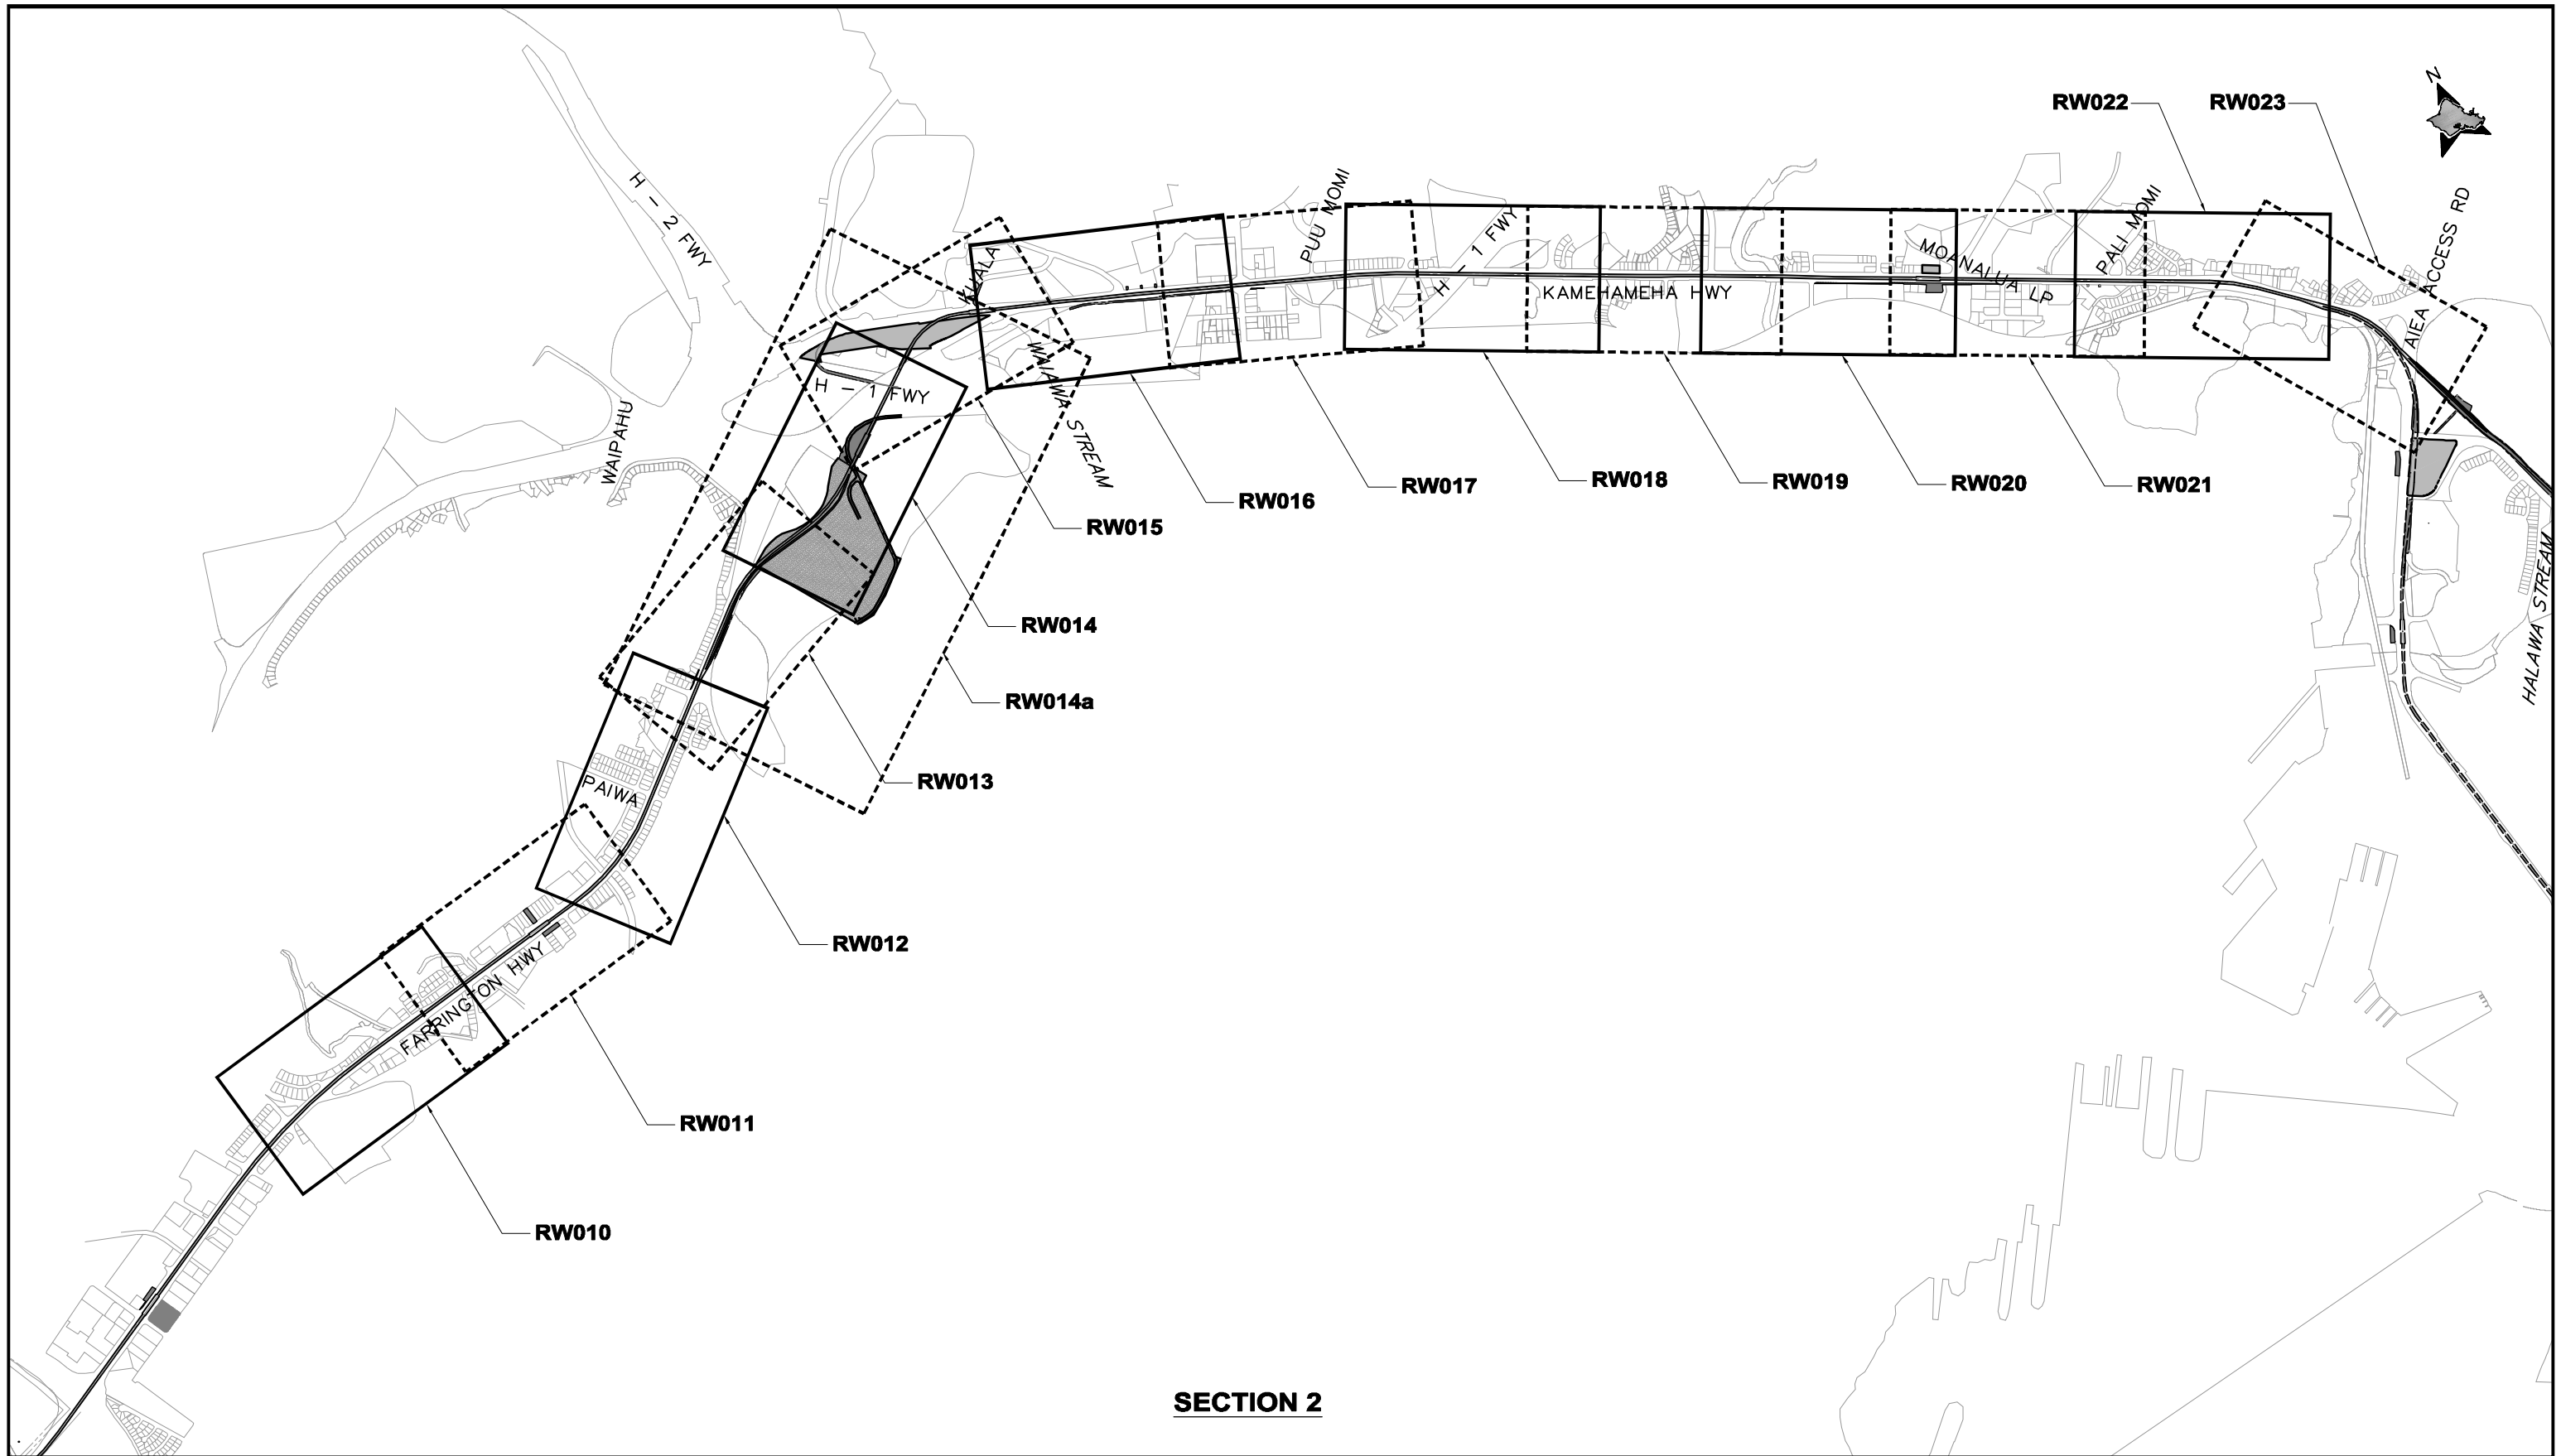 N
RW022
RW023
H - 2 FWY
PUU MOMI
H - 1 FWY
PALI MOMI
AIEA ACCESS RD
MOANALUA LP
KAMEHAMEHA HWY
WAIAWA STREAM
H - 1 FWY
WAIPAHU
RW021
RW020
RW019
RW018
RW017
RW016
RW015
RW014
RW014a
RW013
HALAWA STREAM
PAIWA
RW012
FARRINGTON HWY
RW011
RW010
SECTION 2